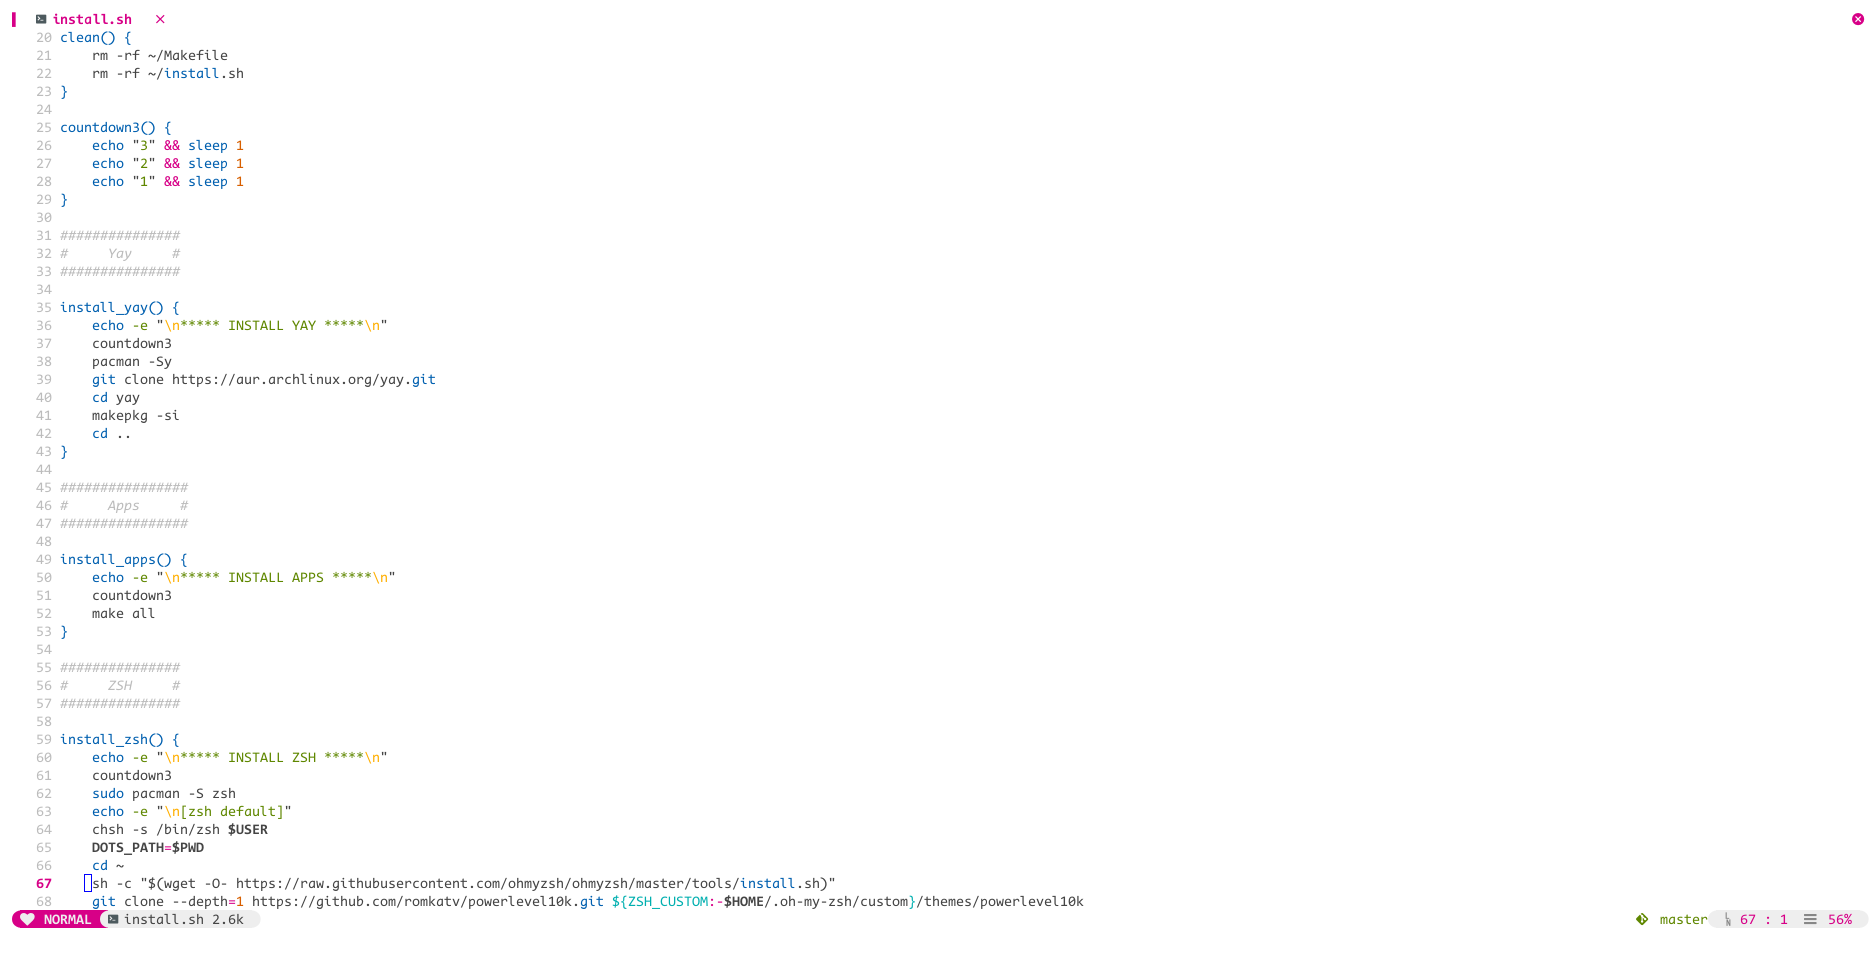 install.sh ×
20 clean() {
21     rm -rf ~/Makefile
22     rm -rf ~/install.sh
23 }
24
25 countdown3() {
26     echo "3" && sleep 1
27     echo "2" && sleep 1
28     echo "1" && sleep 1
29 }
30
31 ###############
32 #     Yay     #
33 ###############
34
35 install_yay() {
36     echo -e "\n***** INSTALL YAY *****\n"
37     countdown3
38     pacman -Sy
39     git clone https://aur.archlinux.org/yay.git
40     cd yay
41     makepkg -si
42     cd ..
43 }
44
45 ################
46 #     Apps     #
47 ################
48
49 install_apps() {
50     echo -e "\n***** INSTALL APPS *****\n"
51     countdown3
52     make all
53 }
54
55 ###############
56 #     ZSH     #
57 ###############
58
59 install_zsh() {
60     echo -e "\n***** INSTALL ZSH *****\n"
61     countdown3
62     sudo pacman -S zsh
63     echo -e "\n[zsh default]"
64     chsh -s /bin/zsh $USER
65     DOTS_PATH=$PWD
66     cd ~
67     sh -c "$(wget -O- https://raw.githubusercontent.com/ohmyzsh/ohmyzsh/master/tools/install.sh)"
68     git clone --depth=1 https://github.com/romkatv/powerlevel10k.git ${ZSH_CUSTOM:-$HOME/.oh-my-zsh/custom}/themes/powerlevel10k
NORMAL install.sh 2.6k master LN 67 : 1 56%